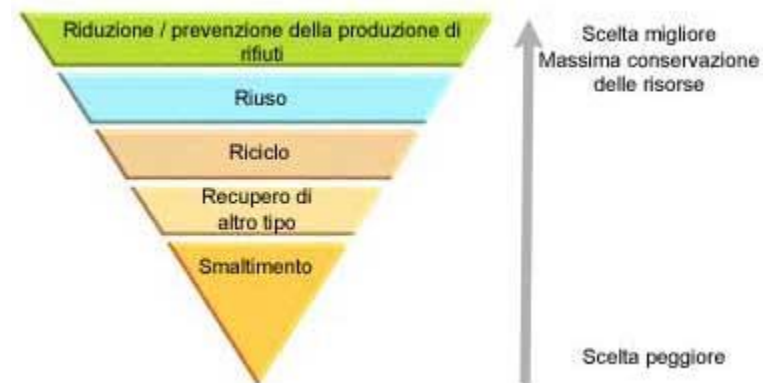 Riduzione / prevenzione della produzione di
rifiuti
Riuso
Riciclo
Recupero di
altro tipo
Smaltimento
Scelta migliore
Massima conservazione
delle risorse
Scelta peggiore